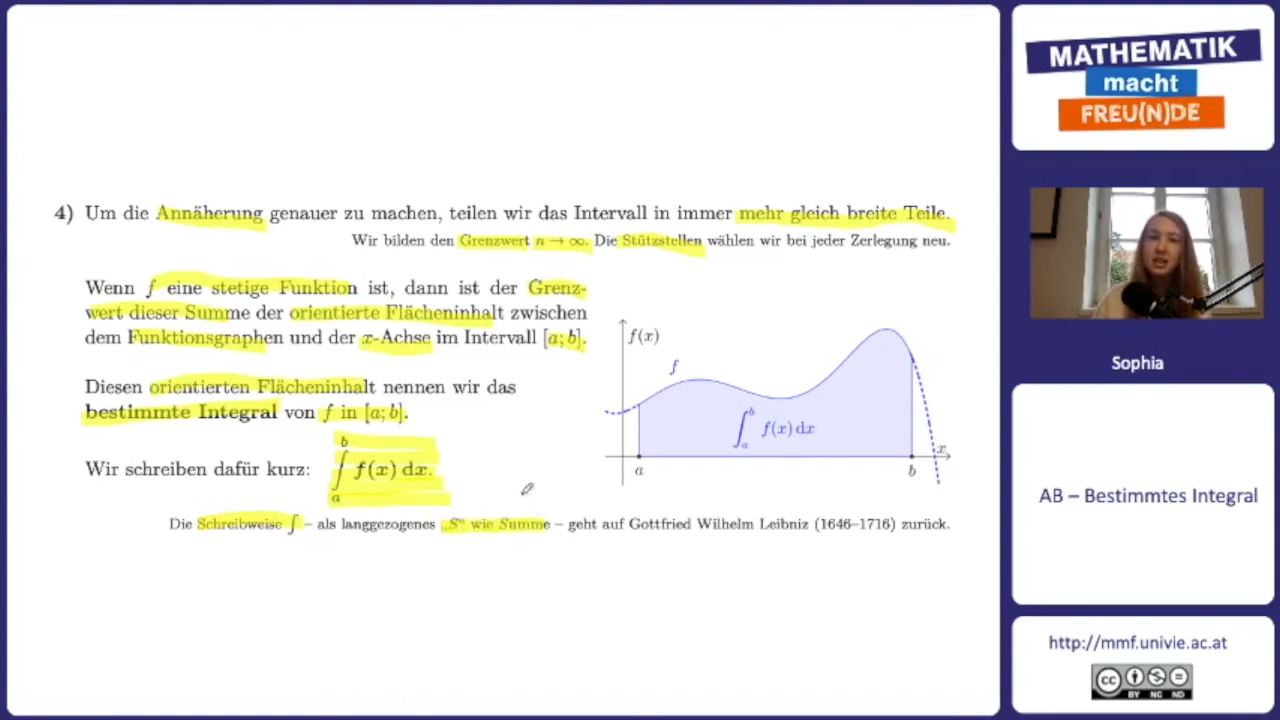 4) Um die Annäherung genauer zu machen, teilen wir das Intervall in immer mehr gleich breite Teile.
Wir bilden den Grenzwert n → ∞. Die Stützstellen wählen wir bei jeder Zerlegung neu.
Wenn f eine stetige Funktion ist, dann ist der Grenz-
wert dieser Summe der orientierte Flächeninhalt zwischen
dem Funktionsgraphen und der x-Achse im Intervall [a; b].
Diesen orientierten Flächeninhalt nennen wir das
bestimmte Integral von f in [a; b].
Wir schreiben dafür kurz: ∫_a^b f(x) dx.
Die Schreibweise ∫ – als langgezogenes „S“ wie Summe – geht auf Gottfried Wilhelm Leibniz (1646–1716) zurück.
f(x)
f
∫_a^b f(x) dx
x
a
b
MATHEMATIK
macht
FREU(N)DE
Sophia
AB – Bestimmtes Integral
http://mmf.univie.ac.at
cc
BY NC ND